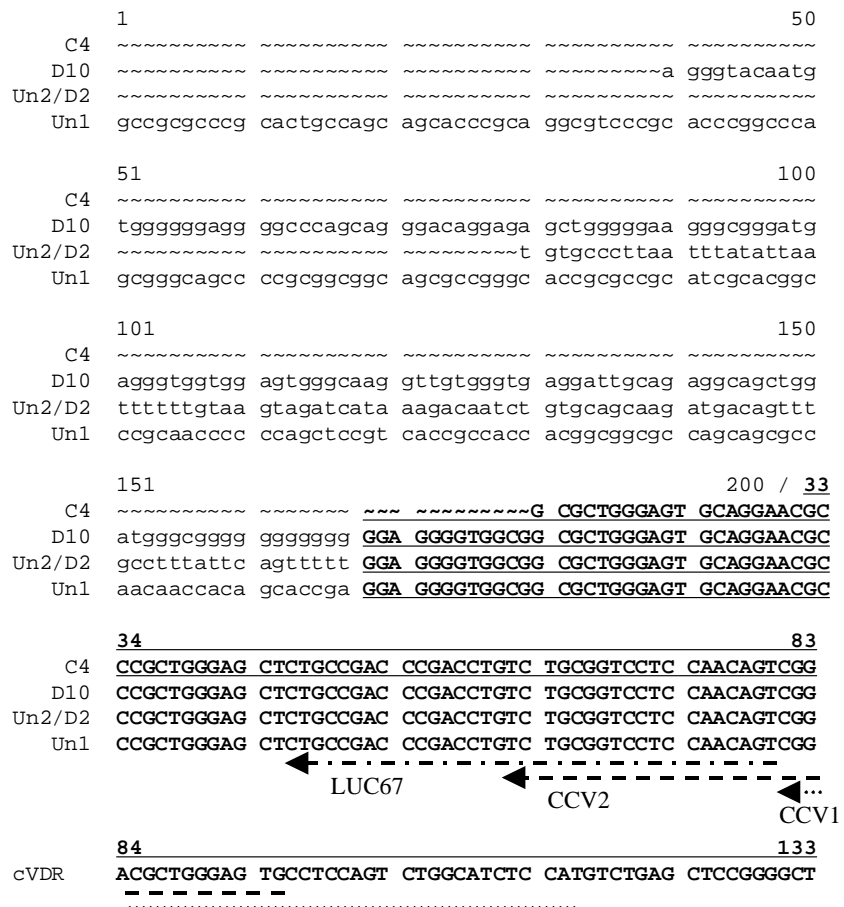 1 50
C4 ~~~~~~~~~~ ~~~~~~~~~~ ~~~~~~~~~~ ~~~~~~~~~~ ~~~~~~~~~~
D10 ~~~~~~~~~~ ~~~~~~~~~~ ~~~~~~~~~~ ~~~~~~~~~a gggtacaatg
Un2/D2 ~~~~~~~~~~ ~~~~~~~~~~ ~~~~~~~~~~ ~~~~~~~~~~ ~~~~~~~~~~
Un1 gccgcgcccg cactgccagc agcacccgca ggcgtcccgc acccggccca
51 100
C4 ~~~~~~~~~~ ~~~~~~~~~~ ~~~~~~~~~~ ~~~~~~~~~~ ~~~~~~~~~~
D10 tggggggagg ggcccagcag ggacaggaga gctgggggaa gggcgggatg
Un2/D2 ~~~~~~~~~~ ~~~~~~~~~~ ~~~~~~~~~t gtgcccttaa tttatattaa
Un1 gcgggcagcc ccgcggcggc agcgccgggc accgcgccgc atcgcacggc
101 150
C4 ~~~~~~~~~~ ~~~~~~~~~~ ~~~~~~~~~~ ~~~~~~~~~~ ~~~~~~~~~~
D10 agggtggtgg agtgggcaag gttgtgggtg aggattgcag aggcagctgg
Un2/D2 ttttttgtaa gtagatcata aagacaatct gtgcagcaag atgacagttt
Un1 ccgcaacccc ccagctccgt caccgccacc acggcggcgc cagcagcgcc
151 200 / 33
C4 ~~~~~~~~~~ ~~~~~~~ ~~~ ~~~~~~~~~G CGCTGGGAGT GCAGGAACGC
D10 atgggcgggg ggggggg GGA GGGGTGGCGG CGCTGGGAGT GCAGGAACGC
Un2/D2 gcctttattc agttttt GGA GGGGTGGCGG CGCTGGGAGT GCAGGAACGC
Un1 aacaaccaca gcaccga GGA GGGGTGGCGG CGCTGGGAGT GCAGGAACGC
34 83
C4 CCGCTGGGAG CTCTGCCGAC CCGACCTGTC TGCGGTCCTC CAACAGTCGG
D10 CCGCTGGGAG CTCTGCCGAC CCGACCTGTC TGCGGTCCTC CAACAGTCGG
Un2/D2 CCGCTGGGAG CTCTGCCGAC CCGACCTGTC TGCGGTCCTC CAACAGTCGG
Un1 CCGCTGGGAG CTCTGCCGAC CCGACCTGTC TGCGGTCCTC CAACAGTCGG
LUC67 CCV2 CCV1
84 133
cVDR ACGCTGGGAG TGCCTCCAGT CTGGCATCTC CATGTCTGAG CTCCGGGGCT